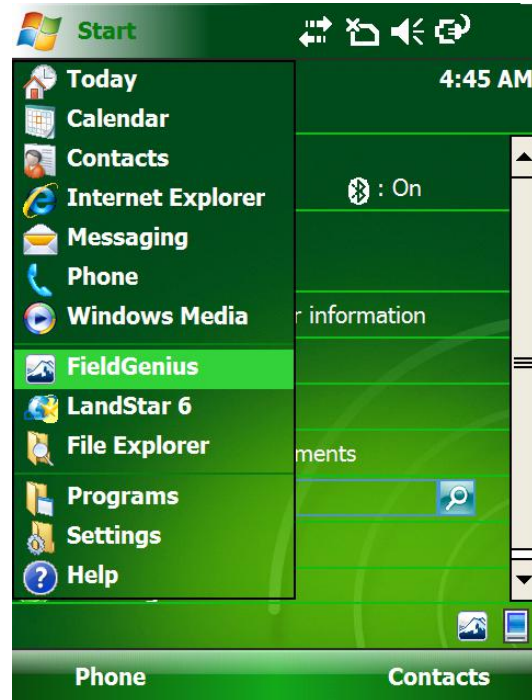 Start
Today
4:45 AM
Calendar
Contacts
: On
Internet Explorer
Messaging
Phone
Windows Media
r information
FieldGenius
LandStar 6
File Explorer
ments
Programs
Settings
? Help
Phone
Contacts